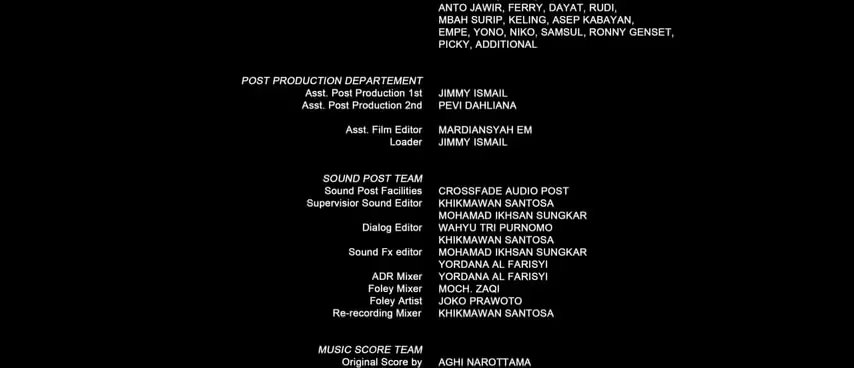 ANTO JAWIR, FERRY, DAYAT, RUDI,
MBAH SURIP, KELING, ASEP KABAYAN,
EMPE, YONO, NIKO, SAMSUL, RONNY GENSET,
PICKY, ADDITIONAL
POST PRODUCTION DEPARTEMENT
Asst. Post Production 1st JIMMY ISMAIL
Asst. Post Production 2nd PEVI DAHLIANA
Asst. Film Editor MARDIANSYAH EM
Loader JIMMY ISMAIL
SOUND POST TEAM
Sound Post Facilities CROSSFADE AUDIO POST
Supervisior Sound Editor KHIKMAWAN SANTOSA
MOHAMAD IKHSAN SUNGKAR
Dialog Editor WAHYU TRI PURNOMO
KHIKMAWAN SANTOSA
Sound Fx editor MOHAMAD IKHSAN SUNGKAR
YORDANA AL FARISYI
ADR Mixer YORDANA AL FARISYI
Foley Mixer MOCH. ZAQI
Foley Artist JOKO PRAWOTO
Re-recording Mixer KHIKMAWAN SANTOSA
MUSIC SCORE TEAM
Original Score by AGHI NAROTTAMA